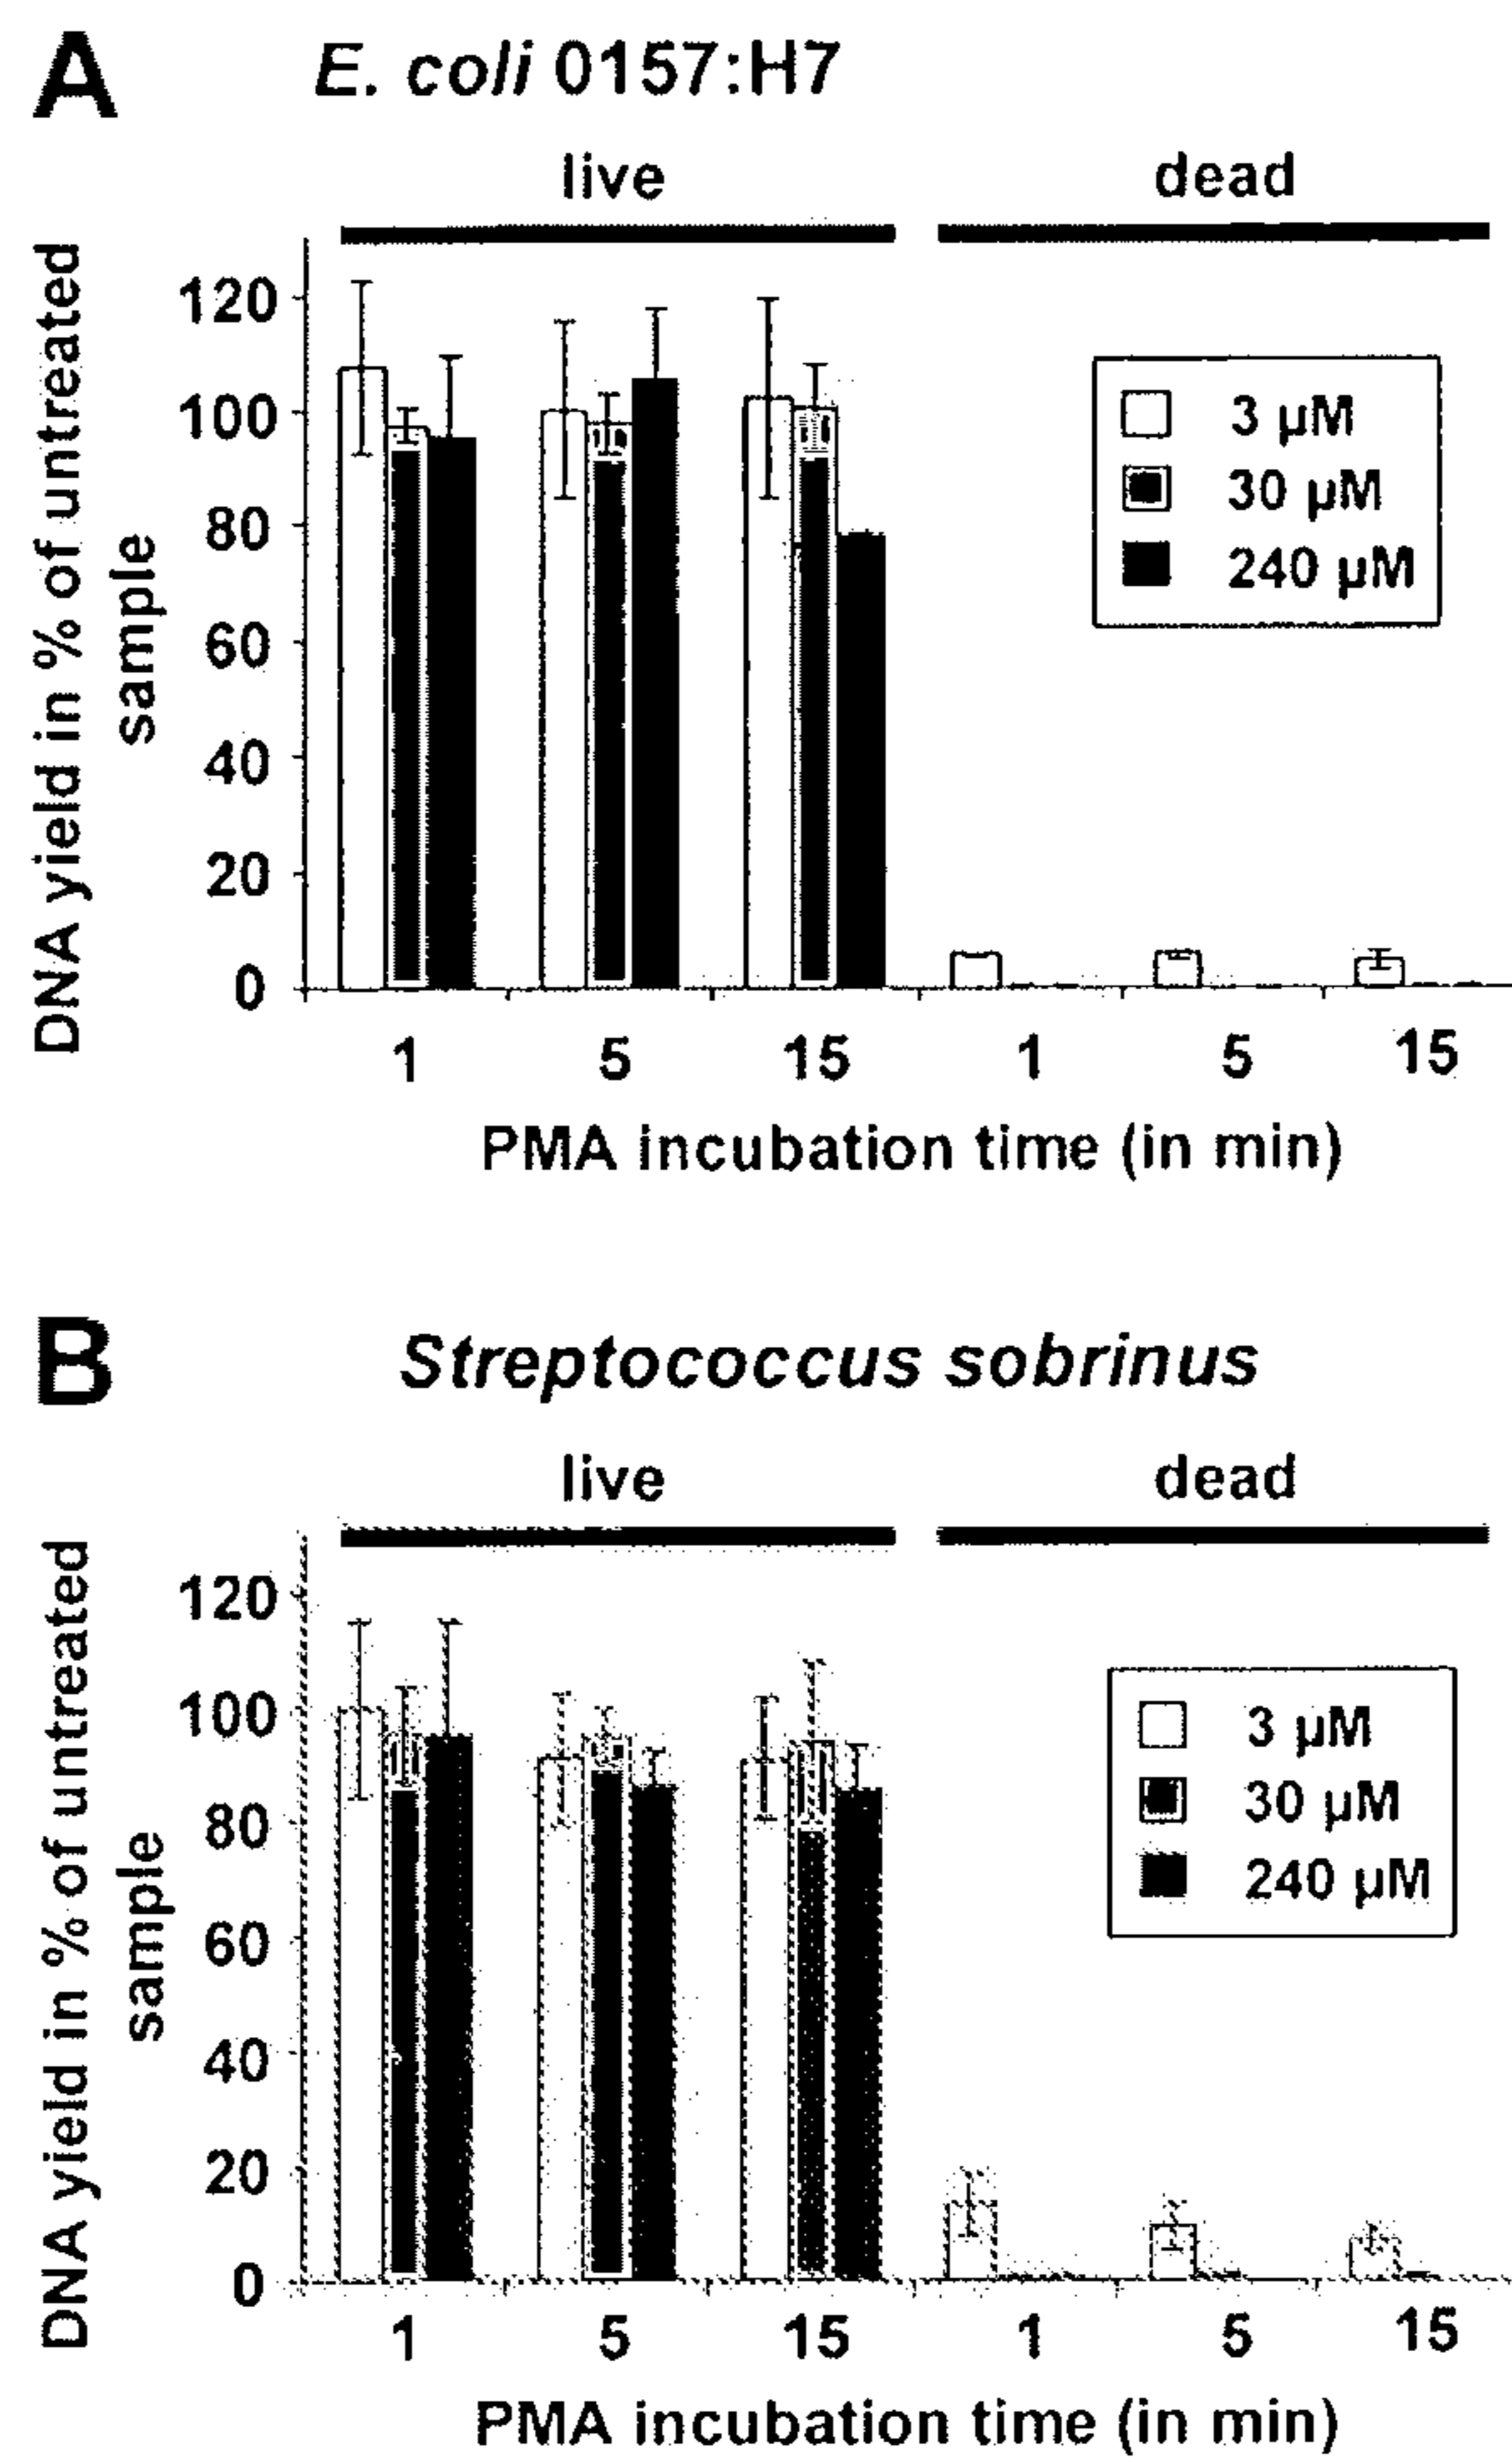 A
E. coli 0157:H7
live
dead
DNA yield in % of untreated
sample
120
100
80
60
40
20
0
3 µM
30 µM
240 µM
1
5
15
1
5
15
PMA incubation time (in min)
B
Streptococcus sobrinus
live
dead
DNA yield in % of untreated
sample
120
100
80
60
40
20
0
3 µM
30 µM
240 µM
1
5
15
1
5
15
PMA incubation time (in min)